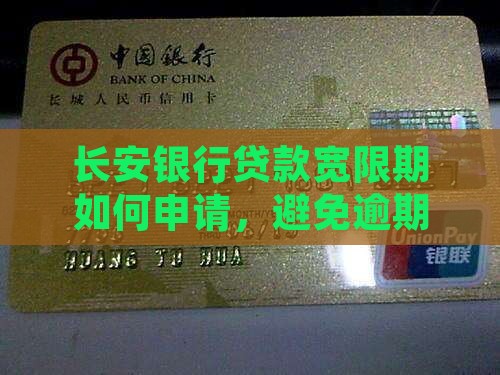 中国银行
BANK OF CHINA
长城人民币信用卡
长安银行贷款宽限期
如何申请，避免逾期
UnionPay
银联
HUANG YU HUA